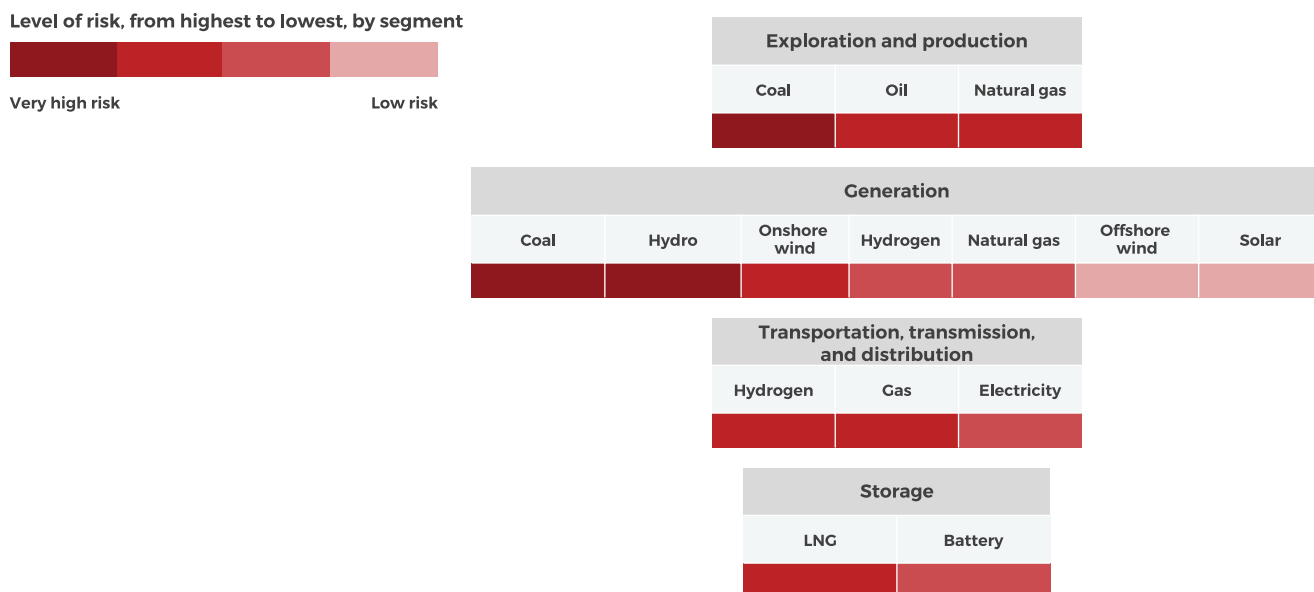 Level of risk, from highest to lowest, by segment
Very high risk
Low risk
Exploration and production
Coal
Oil
Natural gas
Generation
Coal
Hydro
Onshore
wind
Hydrogen
Natural gas
Offshore
wind
Solar
Transportation, transmission,
and distribution
Hydrogen
Gas
Electricity
Storage
LNG
Battery